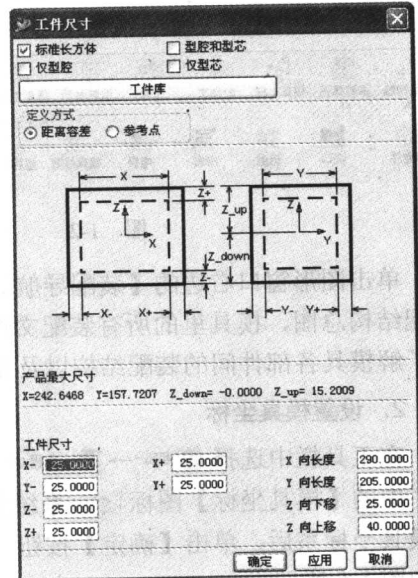 工件尺寸
标准长方体 型腔和型芯
仅型腔 仅型芯
工件库
定义方式
距离容差 参考点
X Y
Z+ Z_up
Z Z
X Y
Z_down
Z-
X- X+ Y- Y+
产品最大尺寸
X=242.6468 Y=157.7207 Z_down= -0.0000 Z_up= 15.2009
工件尺寸
X- 25.0000 X+ 25.0000 X 向长度 290.0000
Y- 25.0000 Y+ 25.0000 Y 向长度 205.0000
Z- 25.0000 Z 向下移 25.0000
Z+ 25.0000 Z 向上移 40.0000
确定 应用 取消